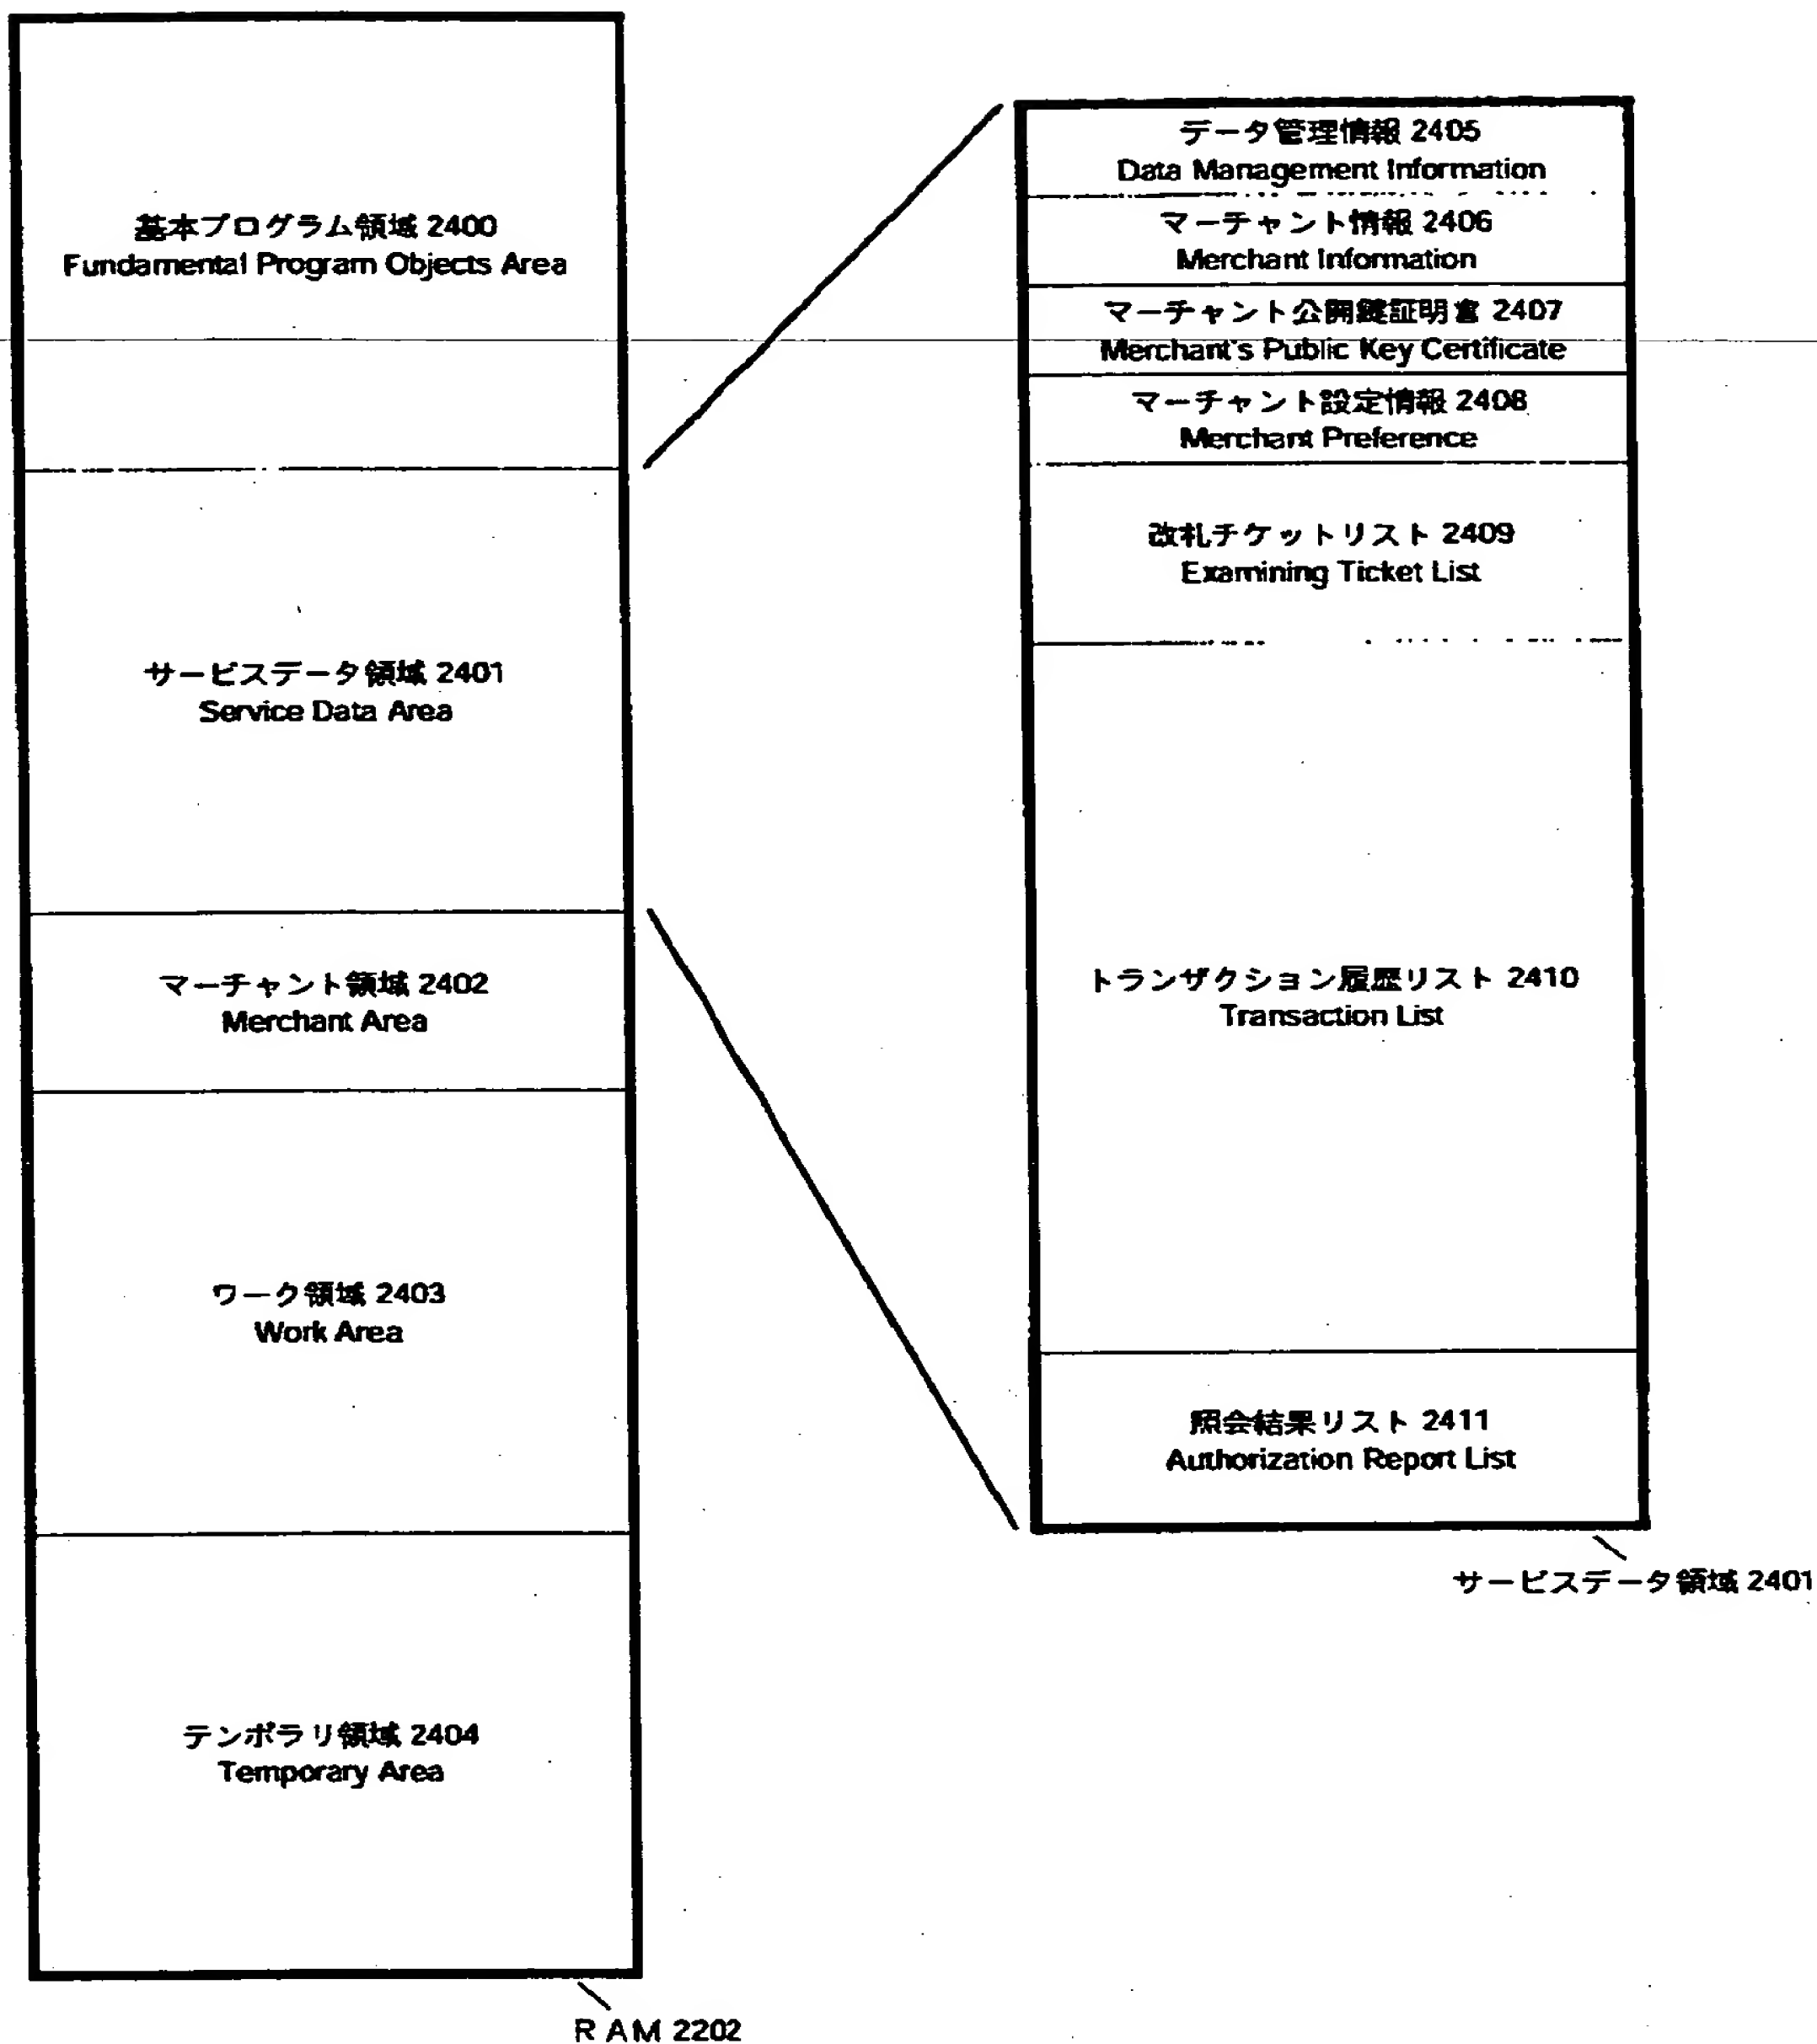 基本プログラム領域 2400
Fundamental Program Objects Area
サービスデータ領域 2401
Service Data Area
マーチャント領域 2402
Merchant Area
ワーク領域 2403
Work Area
テンポラリ領域 2404
Temporary Area
RAM 2202
データ管理情報 2405
Data Management Information
マーチャント情報 2406
Merchant Information
マーチャント公開鍵証明書 2407
Merchant's Public Key Certificate
マーチャント設定情報 2408
Merchant Preference
改札チケットリスト 2409
Examining Ticket List
トランザクション履歴リスト 2410
Transaction List
照会結果リスト 2411
Authorization Report List
サービスデータ領域 2401